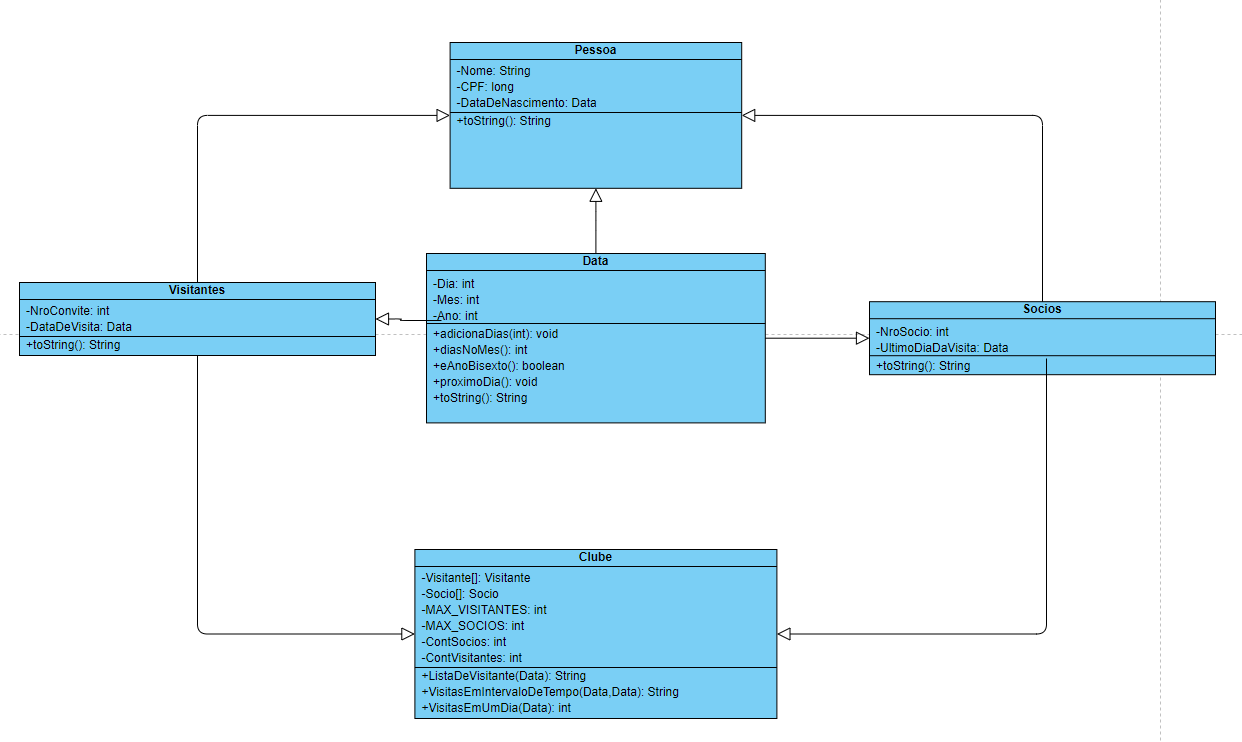 Pessoa
-Nome: String
-CPF: long
-DataDeNascimento: Data
+toString(): String
Visitantes
-NroConvite: int
-DataDeVisita: Data
+toString(): String
Data
-Dia: int
-Mes: int
-Ano: int
+adicionaDias(int): void
+diasNoMes(): int
+eAnoBisexto(): boolean
+proximoDia(): void
+toString(): String
Socios
-NroSocio: int
-UltimoDiaDaVisita: Data
+toString(): String
Clube
-Visitante[]: Visitante
-Socio[]: Socio
-MAX_VISITANTES: int
-MAX_SOCIOS: int
-ContSocios: int
-ContVisitantes: int
+ListaDeVisitante(Data): String
+VisitasEmIntervaloDeTempo(Data,Data): String
+VisitasEmUmDia(Data): int